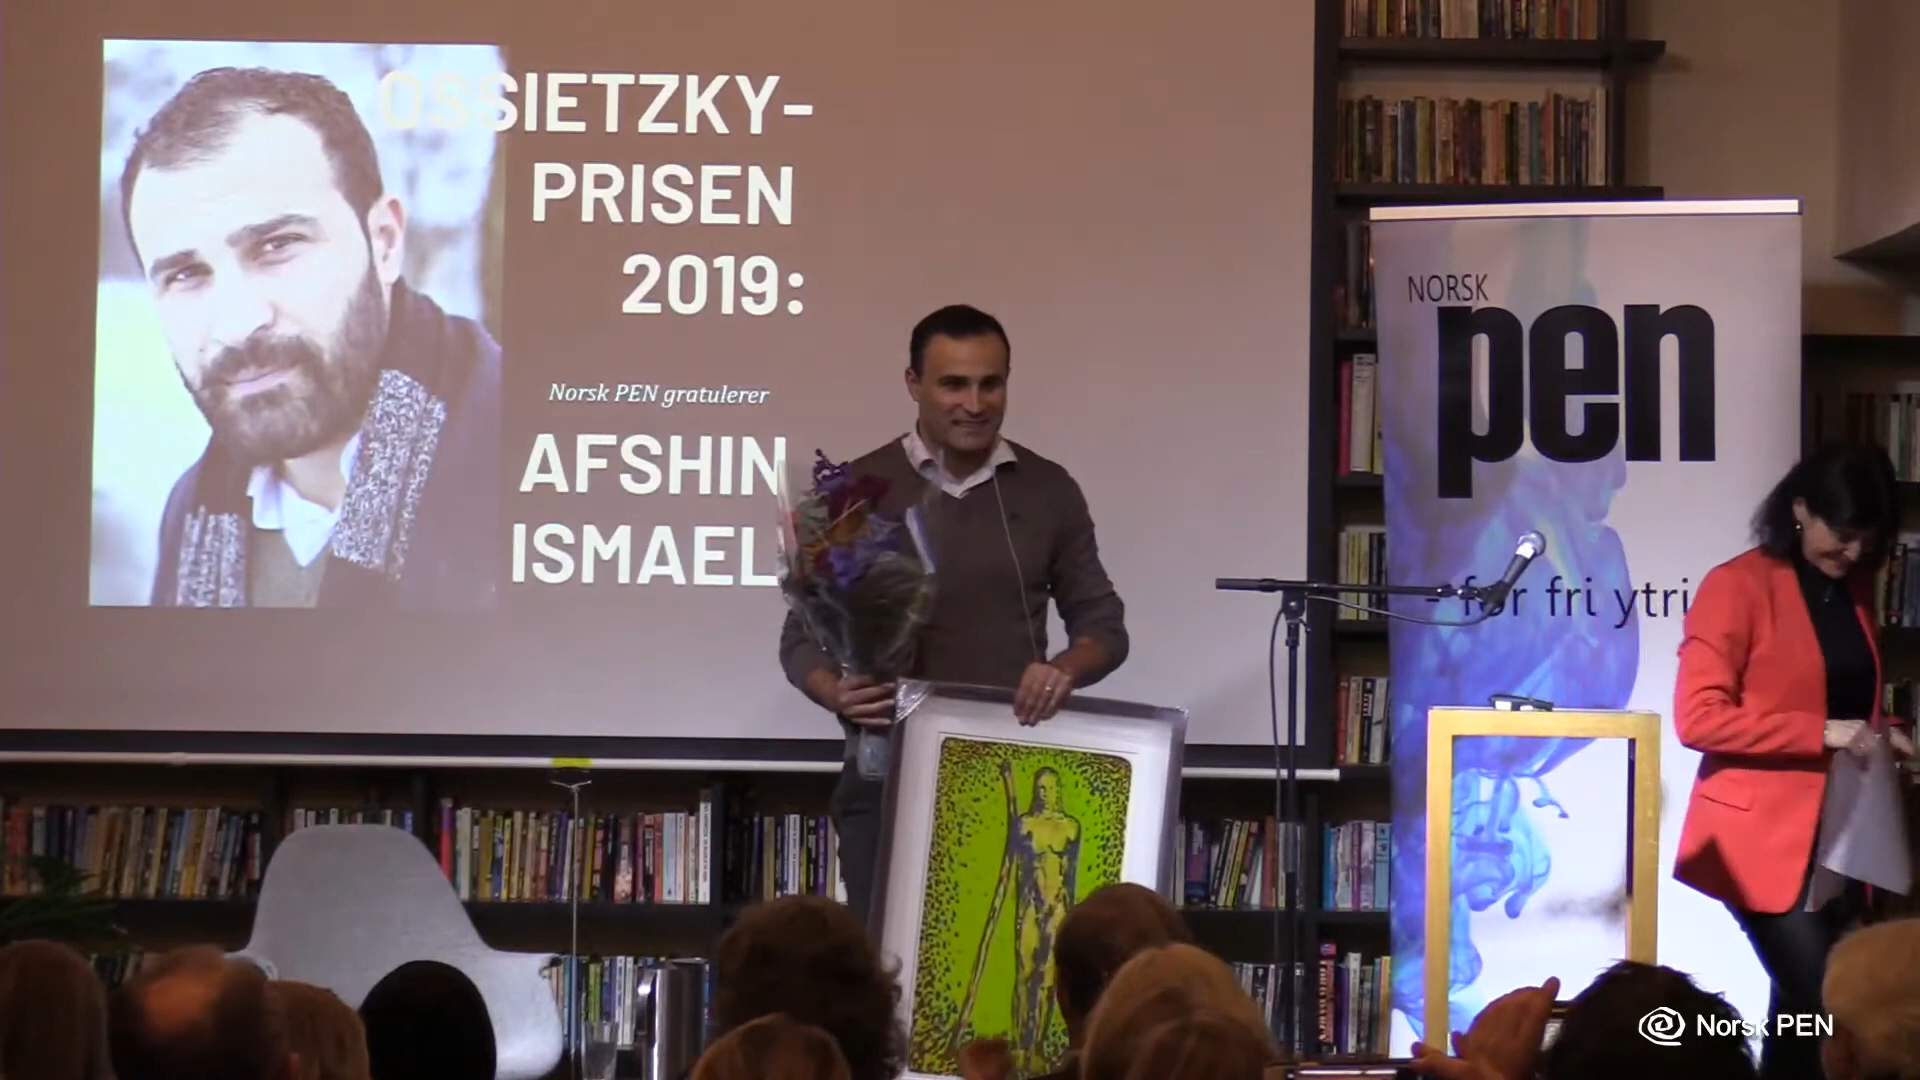 OSSIETZKY-
PRISEN
2019:
Norsk PEN gratulerer
AFSHIN
ISMAEL
NORSK
pen
- for fri ytri
Norsk PEN